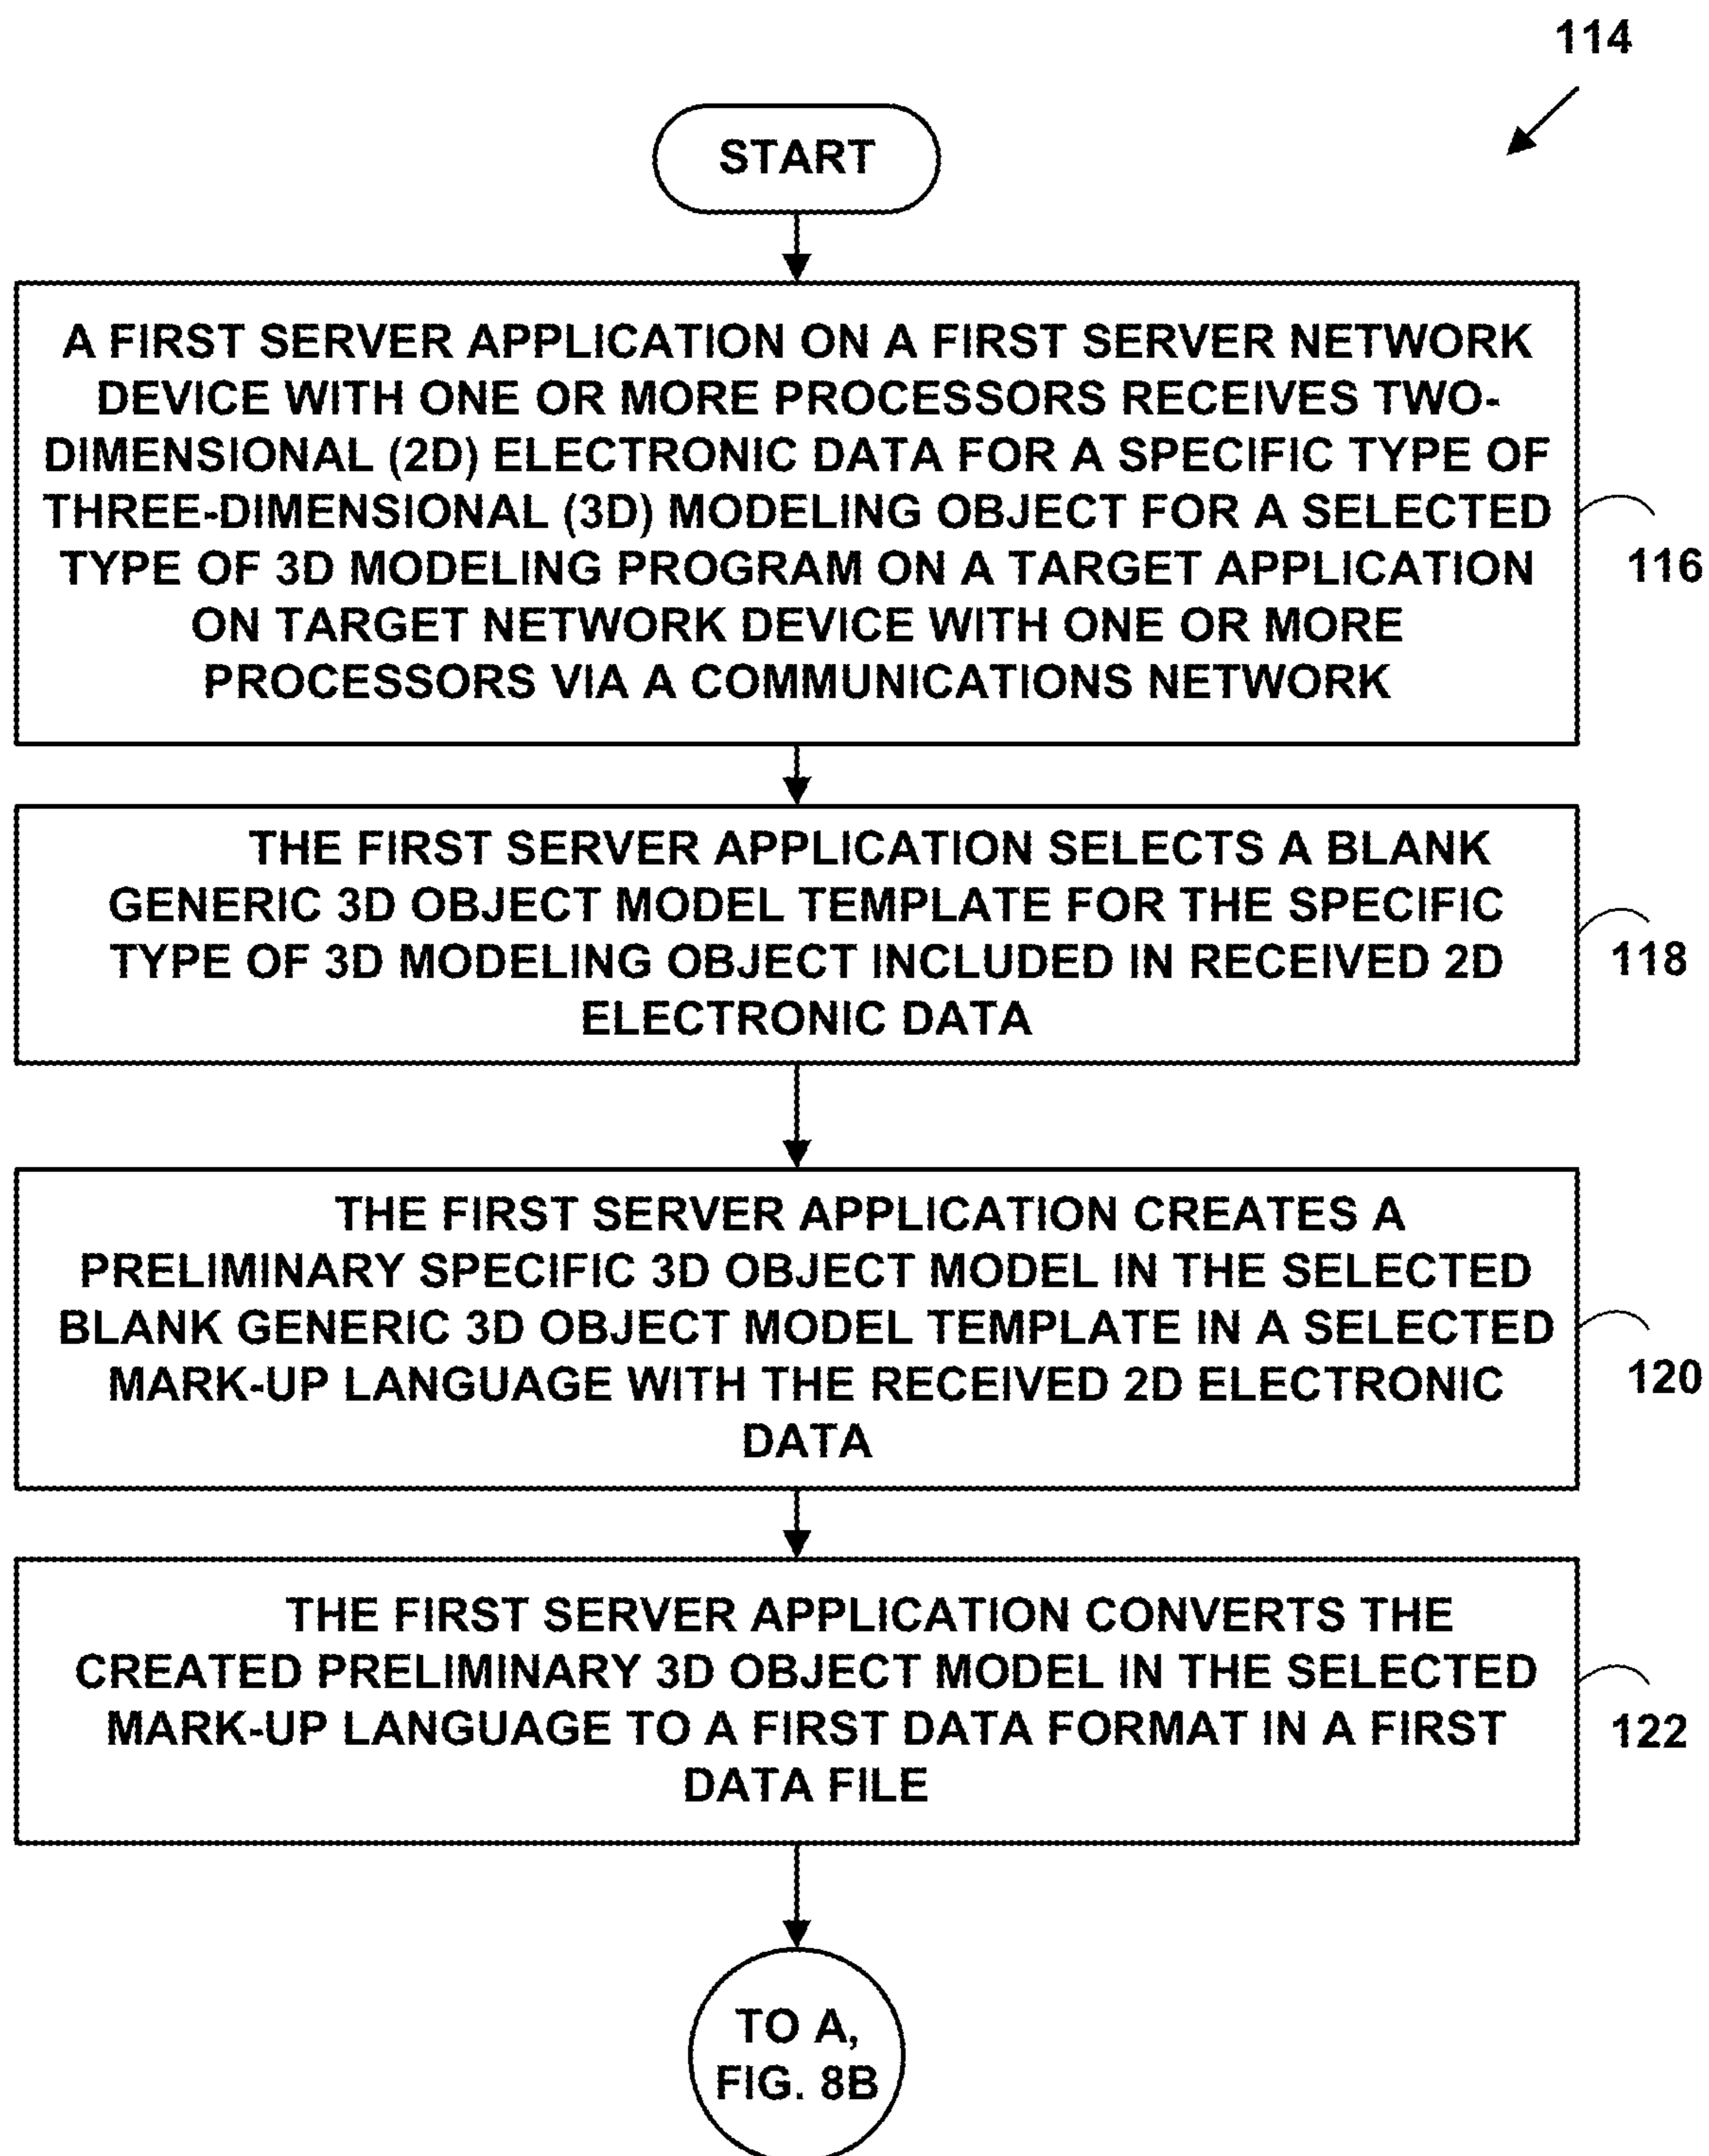 114
START
A FIRST SERVER APPLICATION ON A FIRST SERVER NETWORK
DEVICE WITH ONE OR MORE PROCESSORS RECEIVES TWO-
DIMENSIONAL (2D) ELECTRONIC DATA FOR A SPECIFIC TYPE OF
THREE-DIMENSIONAL (3D) MODELING OBJECT FOR A SELECTED
TYPE OF 3D MODELING PROGRAM ON A TARGET APPLICATION
ON TARGET NETWORK DEVICE WITH ONE OR MORE
PROCESSORS VIA A COMMUNICATIONS NETWORK
116
THE FIRST SERVER APPLICATION SELECTS A BLANK
GENERIC 3D OBJECT MODEL TEMPLATE FOR THE SPECIFIC
TYPE OF 3D MODELING OBJECT INCLUDED IN RECEIVED 2D
ELECTRONIC DATA
118
THE FIRST SERVER APPLICATION CREATES A
PRELIMINARY SPECIFIC 3D OBJECT MODEL IN THE SELECTED
BLANK GENERIC 3D OBJECT MODEL TEMPLATE IN A SELECTED
MARK-UP LANGUAGE WITH THE RECEIVED 2D ELECTRONIC
DATA
120
THE FIRST SERVER APPLICATION CONVERTS THE
CREATED PRELIMINARY 3D OBJECT MODEL IN THE SELECTED
MARK-UP LANGUAGE TO A FIRST DATA FORMAT IN A FIRST
DATA FILE
122
TO A,
FIG. 8B